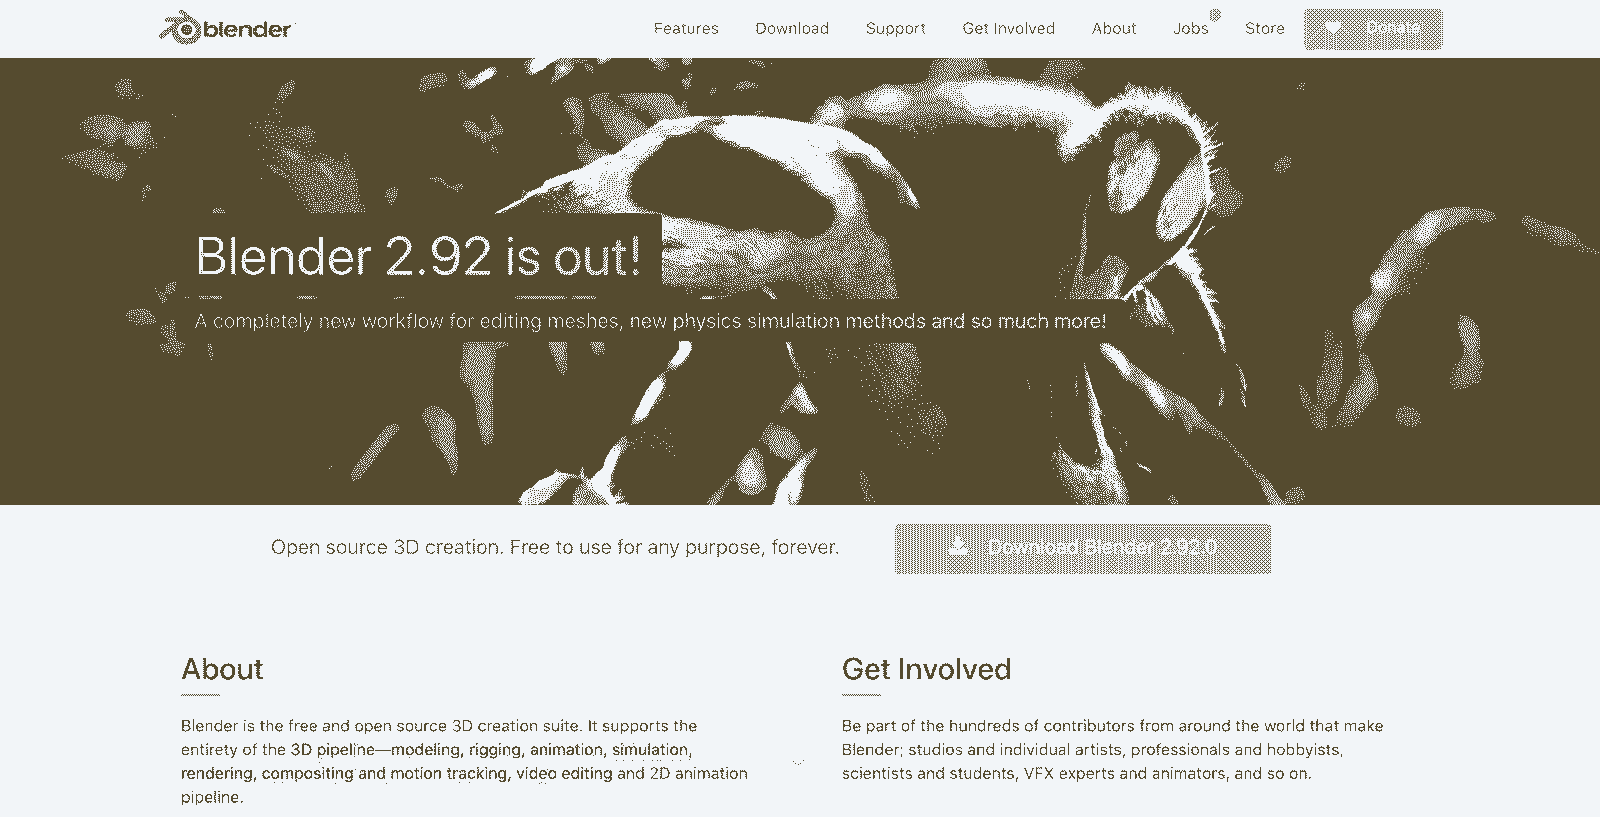 blender
Features Download Support Get Involved About Jobs Store Donate
Blender 2.92 is out!
A completely new workflow for editing meshes, new physics simulation methods and so much more!
Open source 3D creation. Free to use for any purpose, forever.
Download Blender 2.92.0
About
Blender is the free and open source 3D creation suite. It supports the
entirety of the 3D pipeline—modeling, rigging, animation, simulation,
rendering, compositing and motion tracking, video editing and 2D animation
pipeline.
Get Involved
Be part of the hundreds of contributors from around the world that make
Blender; studios and individual artists, professionals and hobbyists,
scientists and students, VFX experts and animators, and so on.